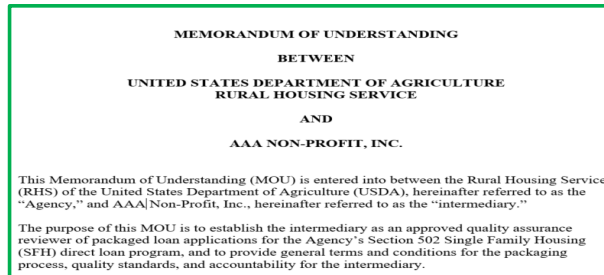 MEMORANDUM OF UNDERSTANDING
BETWEEN
UNITED STATES DEPARTMENT OF AGRICULTURE
RURAL HOUSING SERVICE
AND
AAA NON-PROFIT, INC.
This Memorandum of Understanding (MOU) is entered into between the Rural Housing Service
(RHS) of the United States Department of Agriculture (USDA), hereinafter referred to as the
“Agency,” and AAA Non-Profit, Inc., hereinafter referred to as the “intermediary.”
The purpose of this MOU is to establish the intermediary as an approved quality assurance
reviewer of packaged loan applications for the Agency’s Section 502 Single Family Housing
(SFH) direct loan program, and to provide general terms and conditions for the packaging
process, quality standards, and accountability for the intermediary.